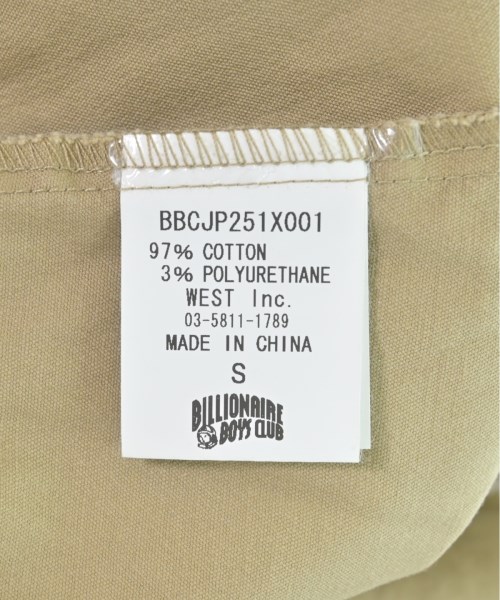 BBCJP251X001
97% COTTON
3% POLYURETHANE
WEST Inc.
03-5811-1789
MADE IN CHINA
S
BILLIONAIRE
BOYS CLUB